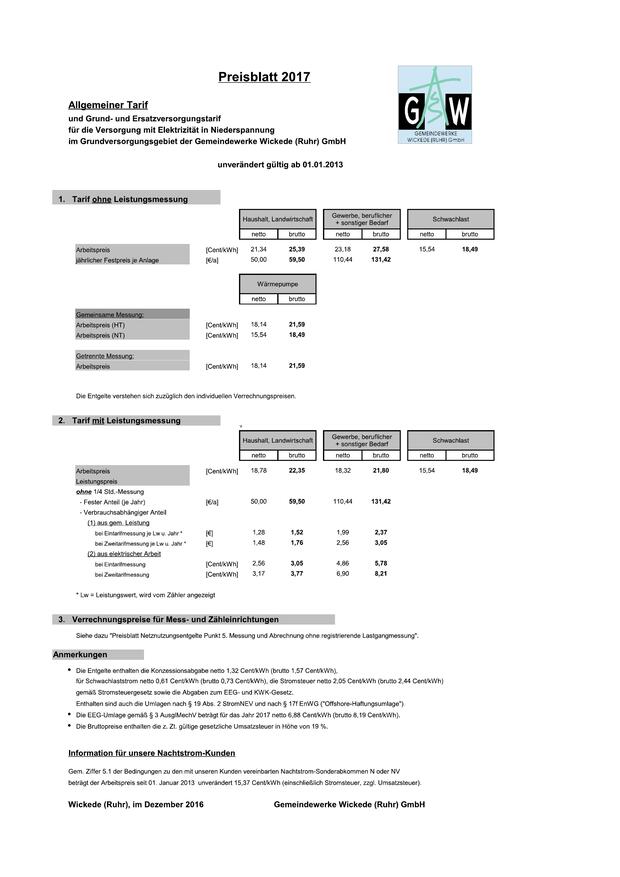 Preisblatt 2017
GSW
GEMEINDEWERKE
WICKEDE (RUHR) GmbH
Allgemeiner Tarif
und Grund- und Ersatzversorgungstarif
für die Versorgung mit Elektrizität in Niederspannung
im Grundversorgungsgebiet der Gemeindewerke Wickede (Ruhr) GmbH
unverändert gültig ab 01.01.2013
1. Tarif ohne Leistungsmessung
Haushalt, Landwirtschaft Gewerbe, beruflicher + sonstiger Bedarf Schwachlast
netto brutto netto brutto netto brutto
Arbeitspreis [Cent/kWh] 21,34 25,39 23,18 27,58 15,54 18,49
jährlicher Festpreis je Anlage [€/a] 50,00 59,50 110,44 131,42
Wärmepumpe
netto brutto
Gemeinsame Messung:
Arbeitspreis (HT) [Cent/kWh] 18,14 21,59
Arbeitspreis (NT) [Cent/kWh] 15,54 18,49
Getrennte Messung:
Arbeitspreis [Cent/kWh] 18,14 21,59
Die Entgelte verstehen sich zuzüglich den individuellen Verrechnungspreisen.
2. Tarif mit Leistungsmessung
Haushalt, Landwirtschaft Gewerbe, beruflicher + sonstiger Bedarf Schwachlast
netto brutto netto brutto netto brutto
Arbeitspreis [Cent/kWh] 18,78 22,35 18,32 21,80 15,54 18,49
Leistungspreis
ohne 1/4 Std.-Messung
- Fester Anteil (je Jahr) [€/a] 50,00 59,50 110,44 131,42
- Verbrauchsabhängiger Anteil
(1) aus gem. Leistung
bei Eintarifmessung je Lw u. Jahr * [€] 1,28 1,52 1,99 2,37
bei Zweitarifmessung je Lw u. Jahr * [€] 1,48 1,76 2,56 3,05
(2) aus elektrischer Arbeit
bei Eintarifmessung [Cent/kWh] 2,56 3,05 4,86 5,78
bei Zweitarifmessung [Cent/kWh] 3,17 3,77 6,90 8,21
* Lw = Leistungswert, wird vom Zähler angezeigt
3. Verrechnungspreise für Mess- und Zähleinrichtungen
Siehe dazu "Preisblatt Netznutzungsentgelte Punkt 5. Messung und Abrechnung ohne registrierende Lastgangmessung".
Anmerkungen
• Die Entgelte enthalten die Konzessionsabgabe netto 1,32 Cent/kWh (brutto 1,57 Cent/kWh),
für Schwachlaststrom netto 0,61 Cent/kWh (brutto 0,73 Cent/kWh), die Stromsteuer netto 2,05 Cent/kWh (brutto 2,44 Cent/kWh)
gemäß Stromsteuergesetz sowie die Abgaben zum EEG- und KWK-Gesetz.
Enthalten sind auch die Umlagen nach § 19 Abs. 2 StromNEV und nach § 17f EnWG ("Offshore-Haftungsumlage")
• Die EEG-Umlage gemäß § 3 AusglMechV beträgt für das Jahr 2017 netto 6,88 Cent/kWh (brutto 8,19 Cent/kWh).
• Die Bruttopreise enthalten die z. Zt. gültige gesetzliche Umsatzsteuer in Höhe von 19 %.
Information für unsere Nachtstrom-Kunden
Gem. Ziffer 5.1 der Bedingungen zu den mit unseren Kunden vereinbarten Nachtstrom-Sonderabkommen N oder NV
beträgt der Arbeitspreis seit 01. Januar 2013 unverändert 15,37 Cent/kWh (einschließlich Stromsteuer, zzgl. Umsatzsteuer).
Wickede (Ruhr), im Dezember 2016 Gemeindewerke Wickede (Ruhr) GmbH